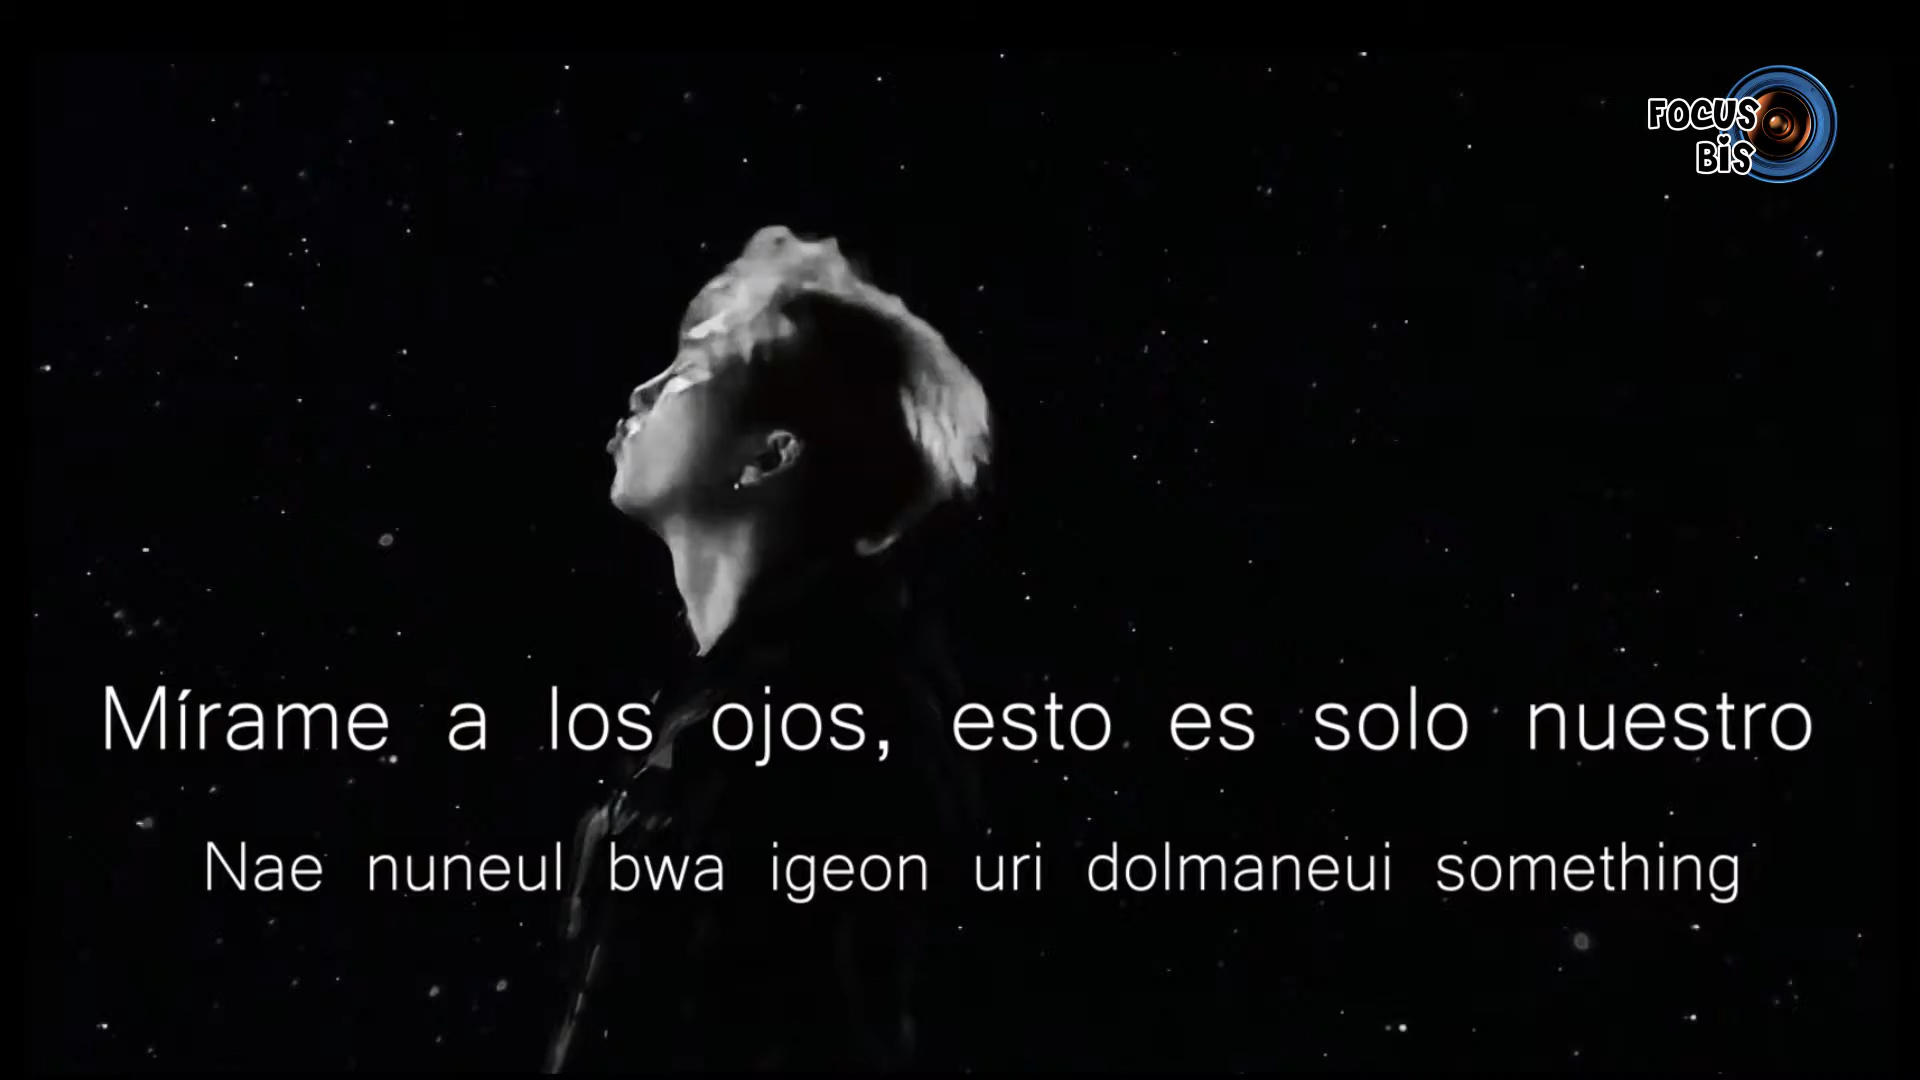 FOCUS
BiS
Mírame a los ojos, esto es solo nuestro
Nae nuneul bwa igeon uri dolmaneui something